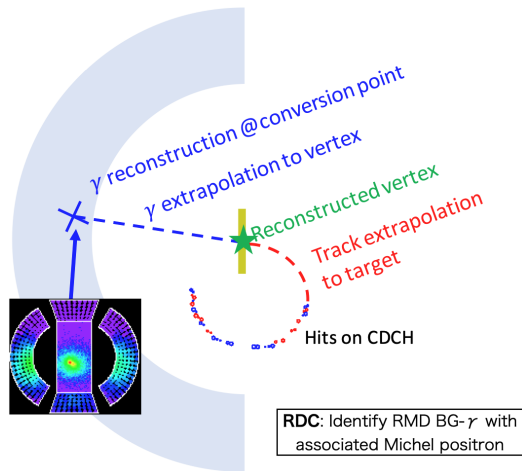 γ reconstruction @conversion point
γ extrapolation to vertex
Reconstructed vertex
Track extrapolation
to target
Hits on CDCH
RDC: Identify RMD BG-γ with
associated Michel positron